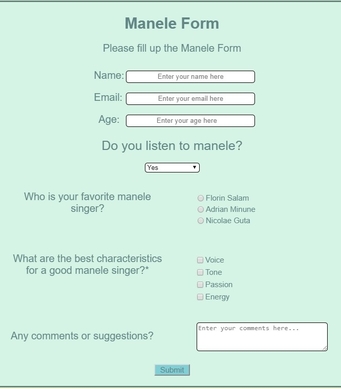 Manele Form
Please fill up the Manele Form
Name: Enter your name here
Email: Enter your email here
Age: Enter your age here
Do you listen to manele?
Yes
Who is your favorite manele
singer?
Florin Salam
Adrian Minune
Nicolae Guta
What are the best characteristics
for a good manele singer?*
Voice
Tone
Passion
Energy
Any comments or suggestions?
Enter your comments here...
Submit